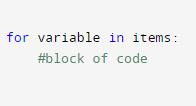 for variable in items:
    #block of code